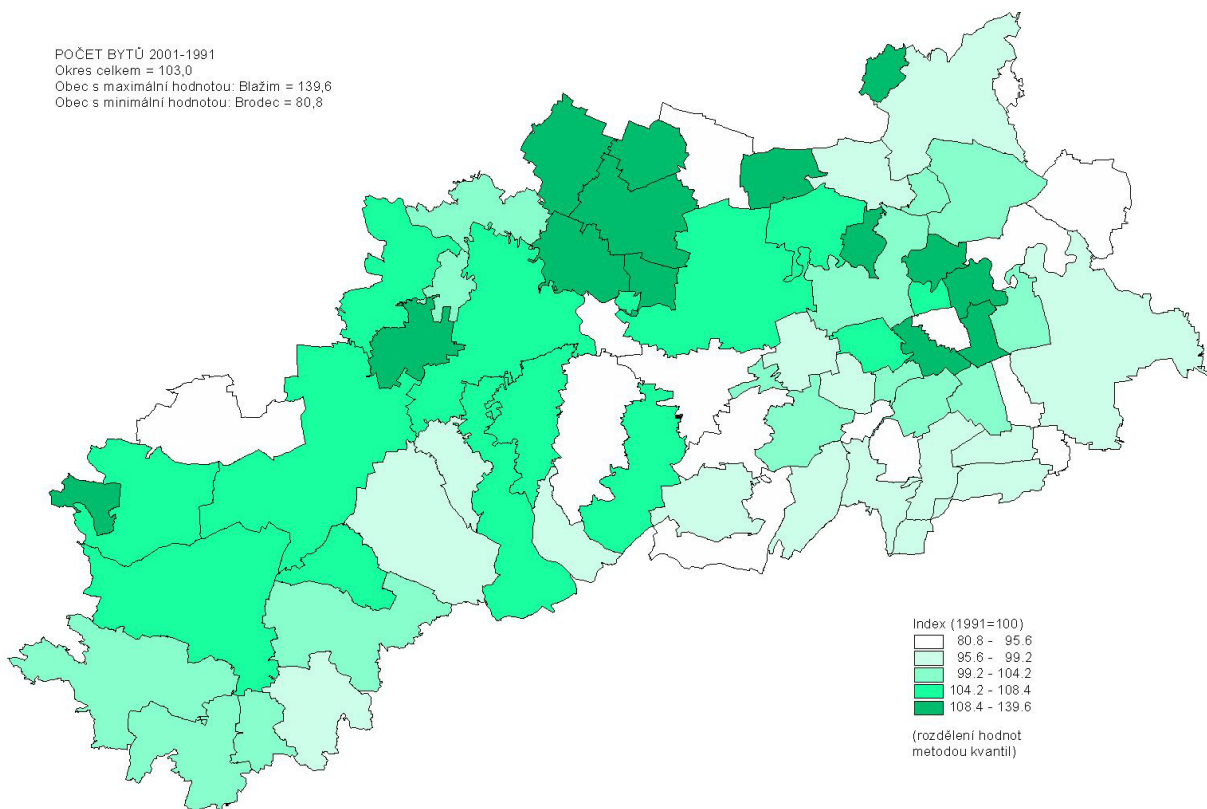 POČET BYTŮ 2001-1991
Okres celkem = 103,0
Obec s maximální hodnotou: Blažim = 139,6
Obec s minimální hodnotou: Brodec = 80,8
Index (1991=100)
80.8 - 95.6
95.6 - 99.2
99.2 - 104.2
104.2 - 108.4
108.4 - 139.6
(rozdělení hodnot
metodou kvantil)